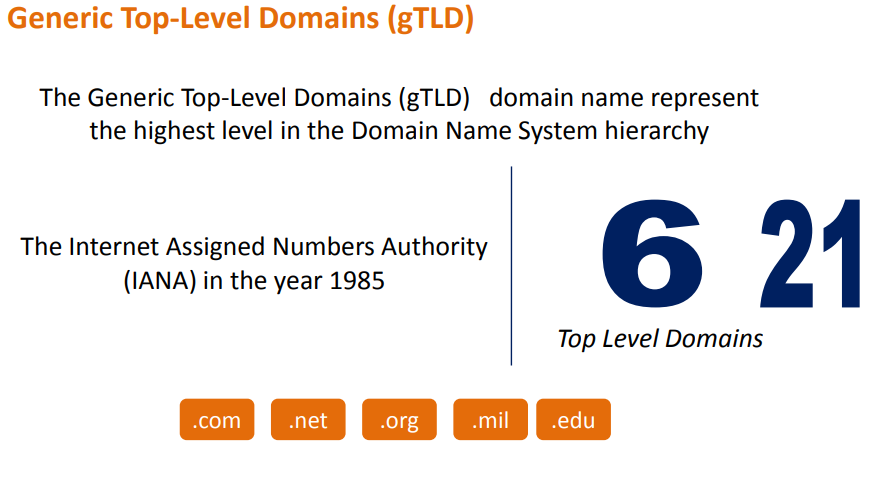 Generic Top-Level Domains (gTLD)
The Generic Top-Level Domains (gTLD) domain name represent
the highest level in the Domain Name System hierarchy
The Internet Assigned Numbers Authority
(IANA) in the year 1985
6 21
Top Level Domains
.com .net .org .mil .edu